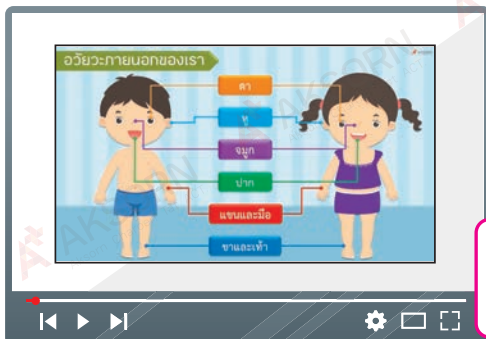 อวัยวะภายนอกของเรา
ตา
หู
จมูก
ปาก
แขนและมือ
ขาและเท้า
AKSORN
AKSORN